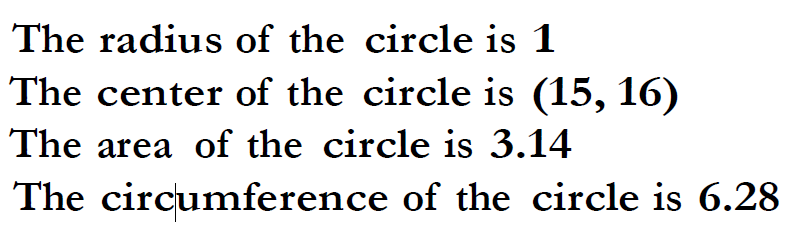 The radius of the circle is 1
The center of the circle is (15, 16)
The area of the circle is 3.14
The circumference of the circle is 6.28